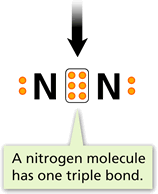 :N:::N:
A nitrogen molecule
has one triple bond.